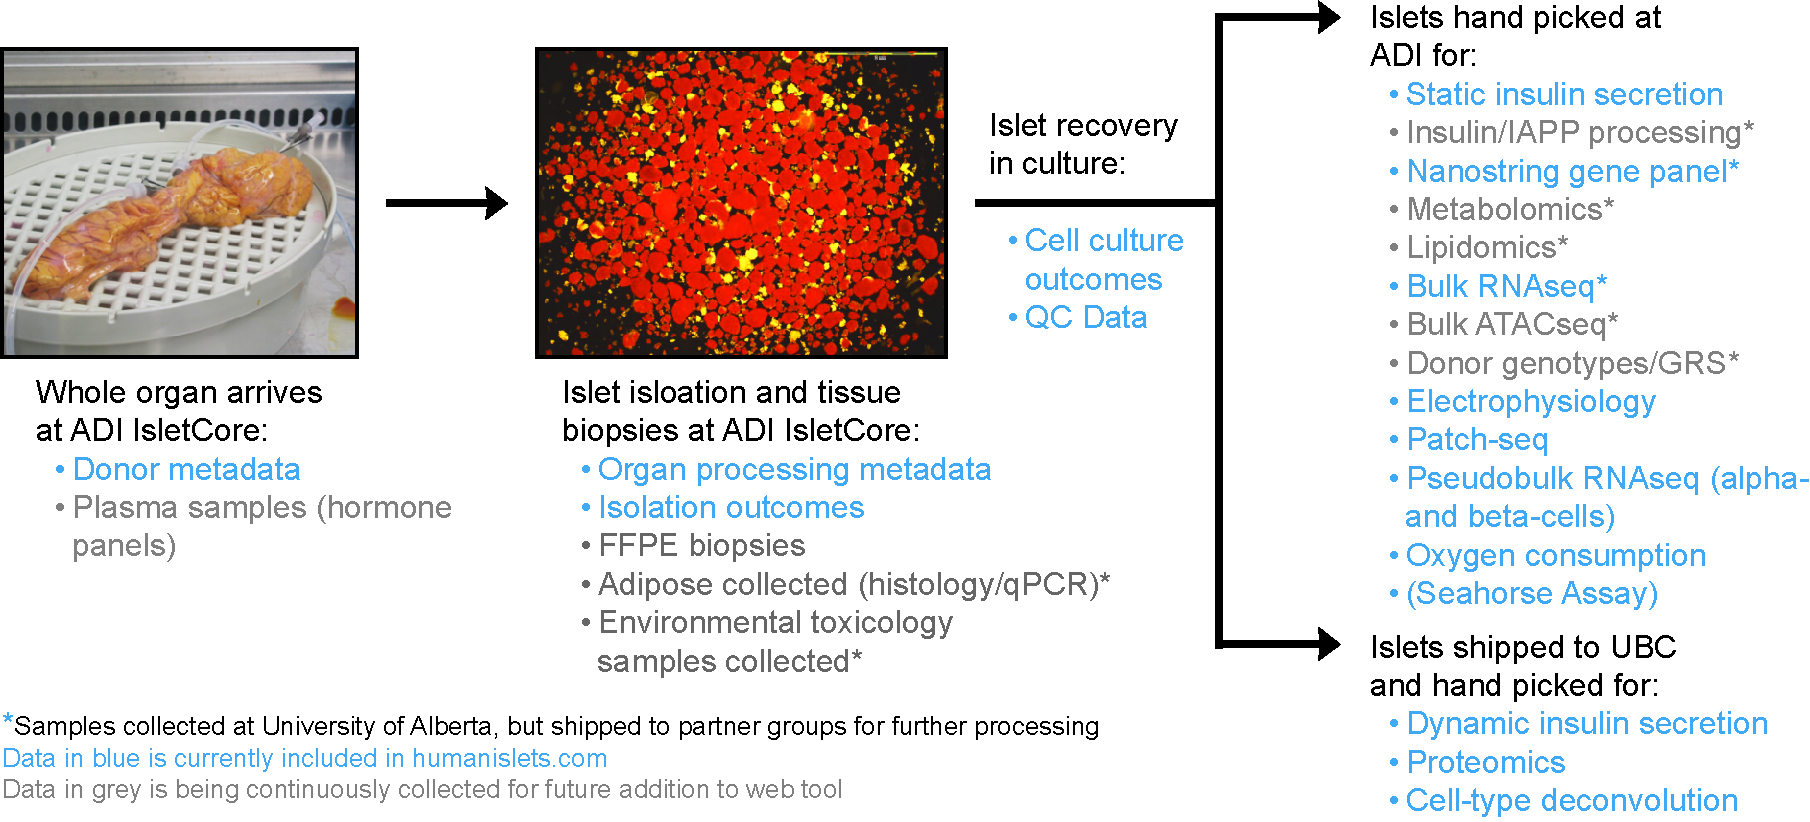 Whole organ arrives
at ADI IsletCore:
• Donor metadata
• Plasma samples (hormone
panels)
Islet isloation and tissue
biopsies at ADI IsletCore:
• Organ processing metadata
• Isolation outcomes
• FFPE biopsies
• Adipose collected (histology/qPCR)*
• Environmental toxicology
samples collected*
Islet recovery
in culture:
• Cell culture
outcomes
• QC Data
Islets hand picked at
ADI for:
• Static insulin secretion
• Insulin/IAPP processing*
• Nanostring gene panel*
• Metabolomics*
• Lipidomics*
• Bulk RNAseq*
• Bulk ATACseq*
• Donor genotypes/GRS*
• Electrophysiology
• Patch-seq
• Pseudobulk RNAseq (alpha-
and beta-cells)
• Oxygen consumption
• (Seahorse Assay)
Islets shipped to UBC
and hand picked for:
• Dynamic insulin secretion
• Proteomics
• Cell-type deconvolution
*Samples collected at University of Alberta, but shipped to partner groups for further processing
Data in blue is currently included in humanislets.com
Data in grey is being continuously collected for future addition to web tool